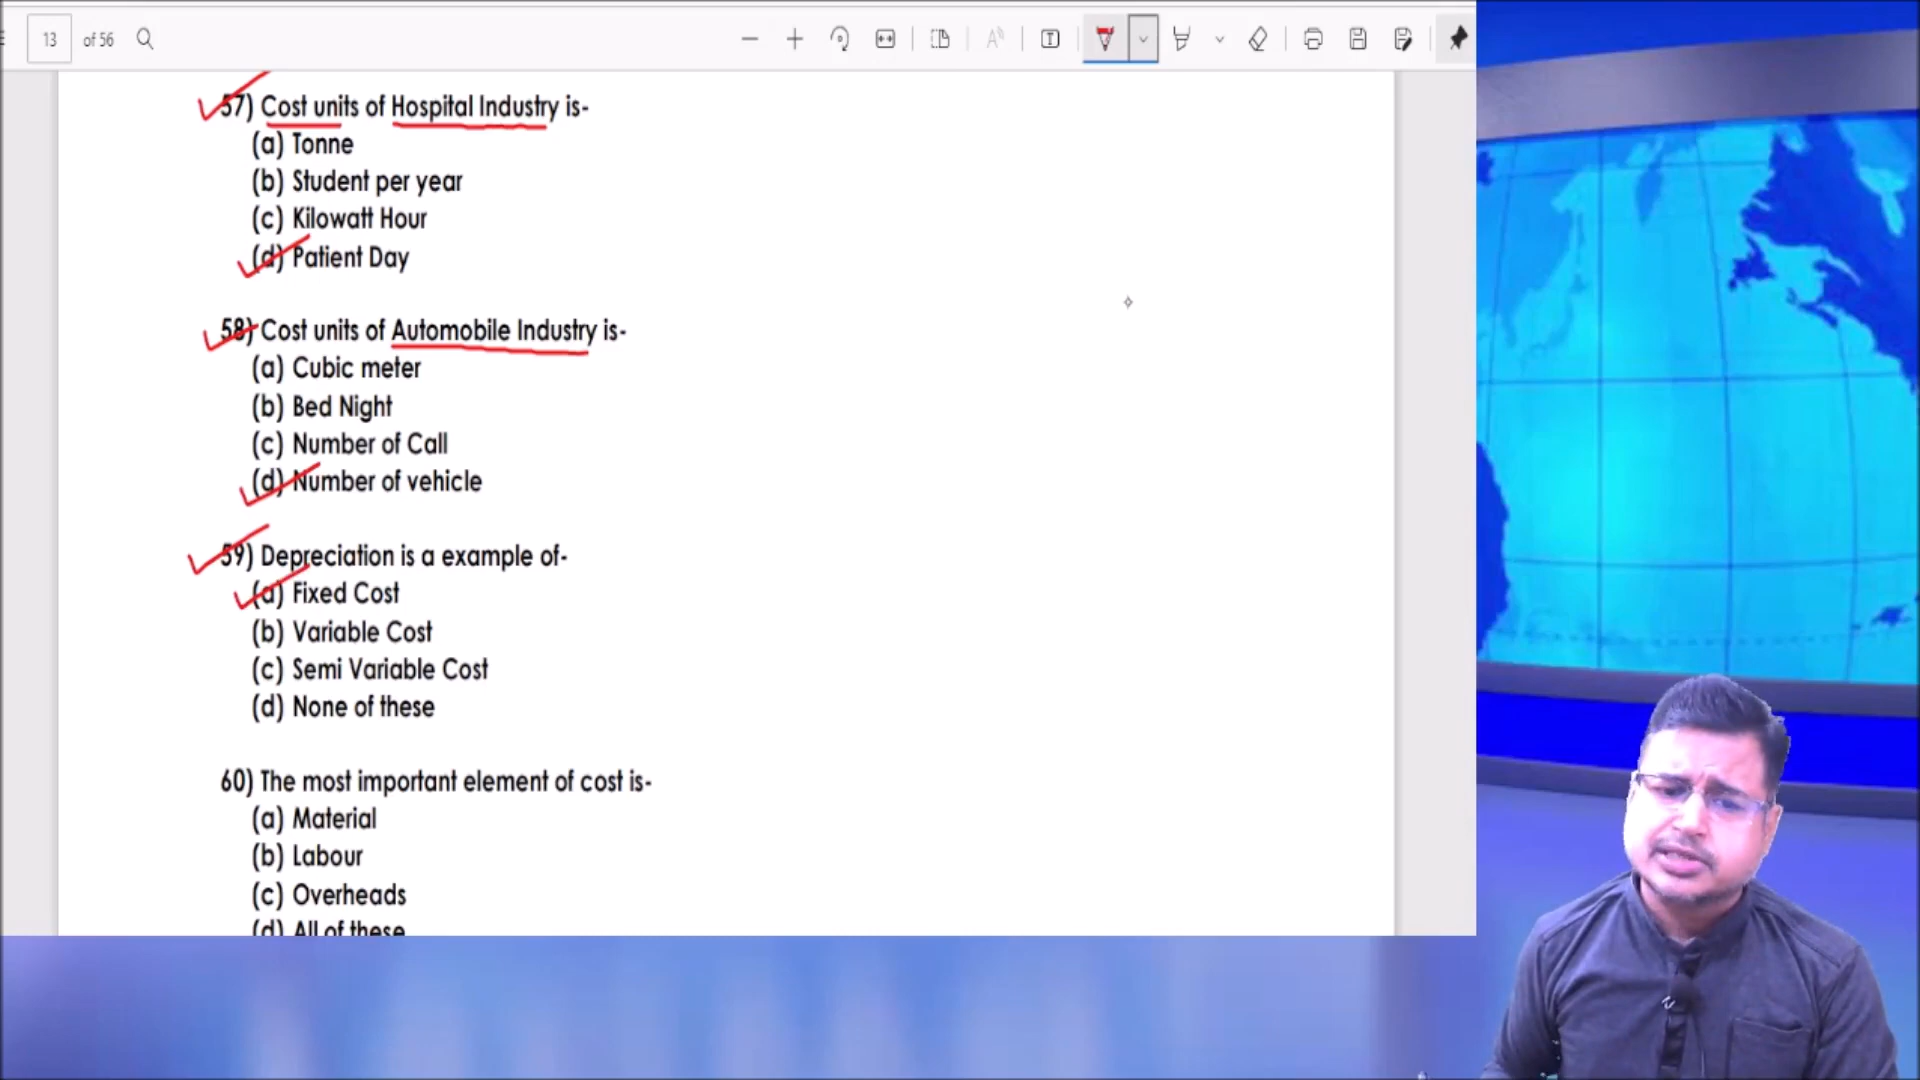 13 of 56
57) Cost units of Hospital Industry is-
(a) Tonne
(b) Student per year
(c) Kilowatt Hour
(d) Patient Day
58) Cost units of Automobile Industry is-
(a) Cubic meter
(b) Bed Night
(c) Number of Call
(d) Number of vehicle
59) Depreciation is a example of-
(a) Fixed Cost
(b) Variable Cost
(c) Semi Variable Cost
(d) None of these
60) The most important element of cost is-
(a) Material
(b) Labour
(c) Overheads
(d) All of these